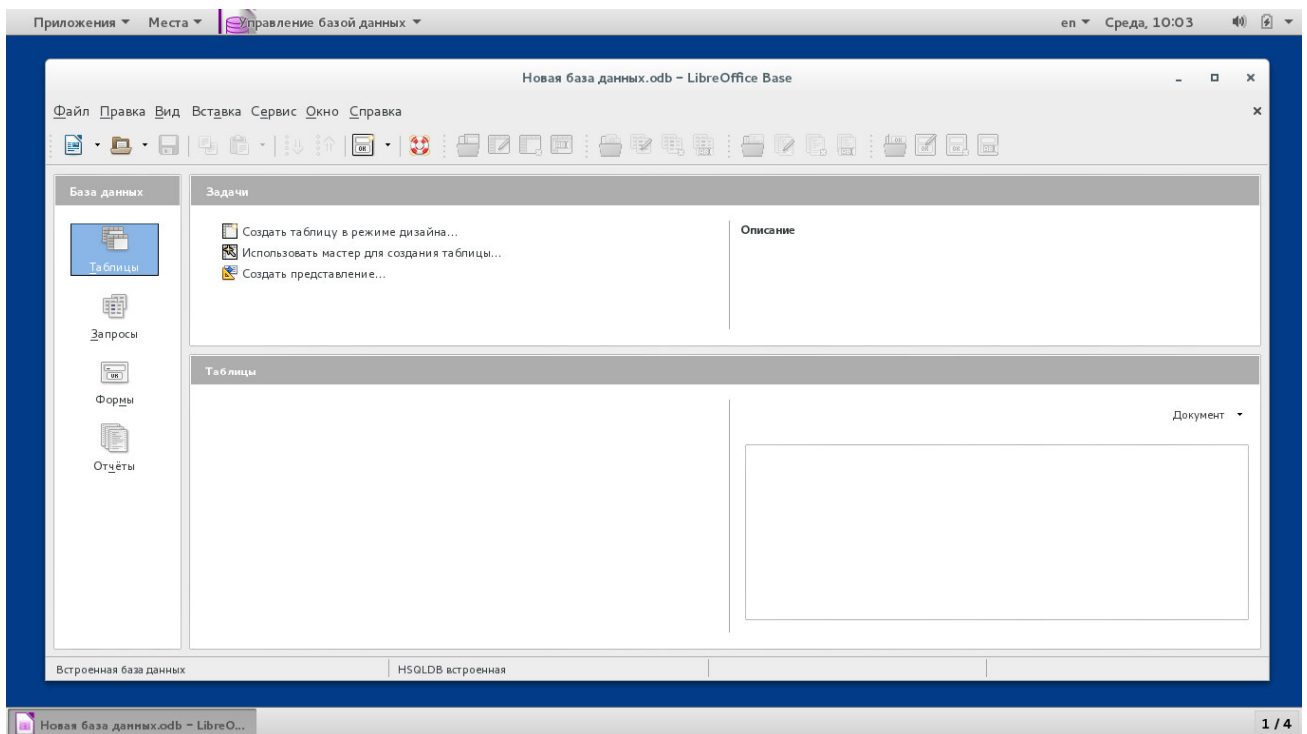 Приложения Места Управление базой данных en Среда, 10:03
Новая база данных.odb – LibreOffice Base
Файл Правка Вид Вставка Сервис Окно Справка
База данных
Задачи
Таблицы
Запросы
Формы
Отчёты
Создать таблицу в режиме дизайна...
Использовать мастер для создания таблицы...
Создать представление...
Описание
Таблицы
Документ
Встроенная база данных HSQLDB встроенная
Новая база данных.odb – LibreO... 1 / 4